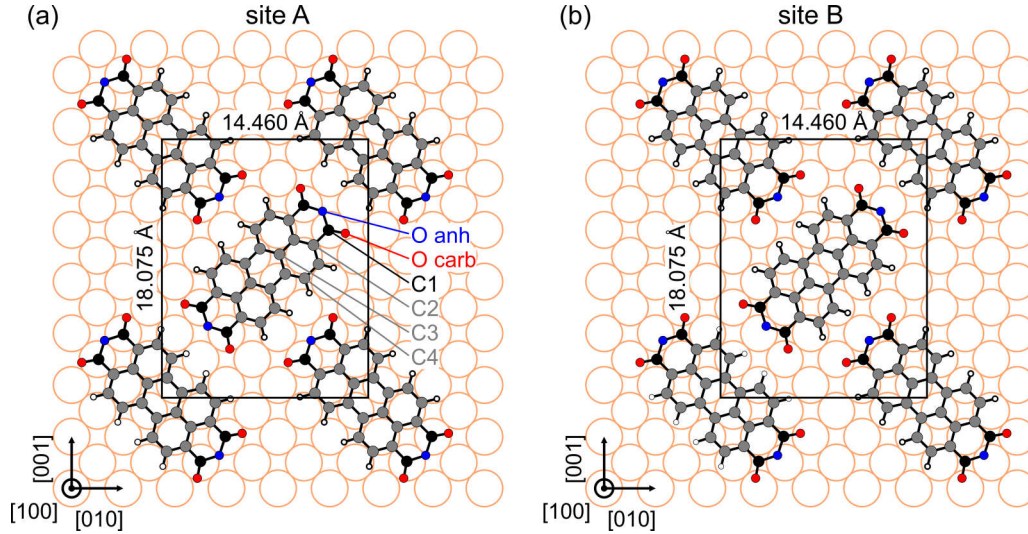 (a) site A
14.460 Å
18.075 Å
O anh
O carb
C1
C2
C3
C4
[001]
[100] [010]
(b) site B
14.460 Å
18.075 Å
[001]
[100] [010]